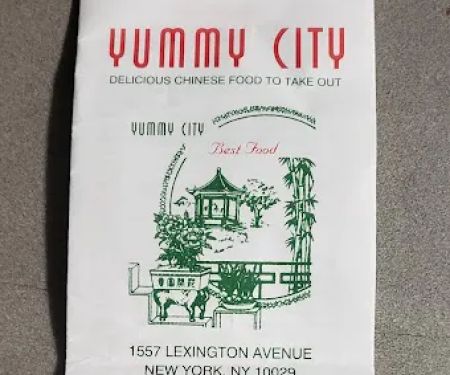 YUMMY CITY
DELICIOUS CHINESE FOOD TO TAKE OUT
YUMMY CITY
Best Food
1557 LEXINGTON AVENUE
NEW YORK, NY 10029